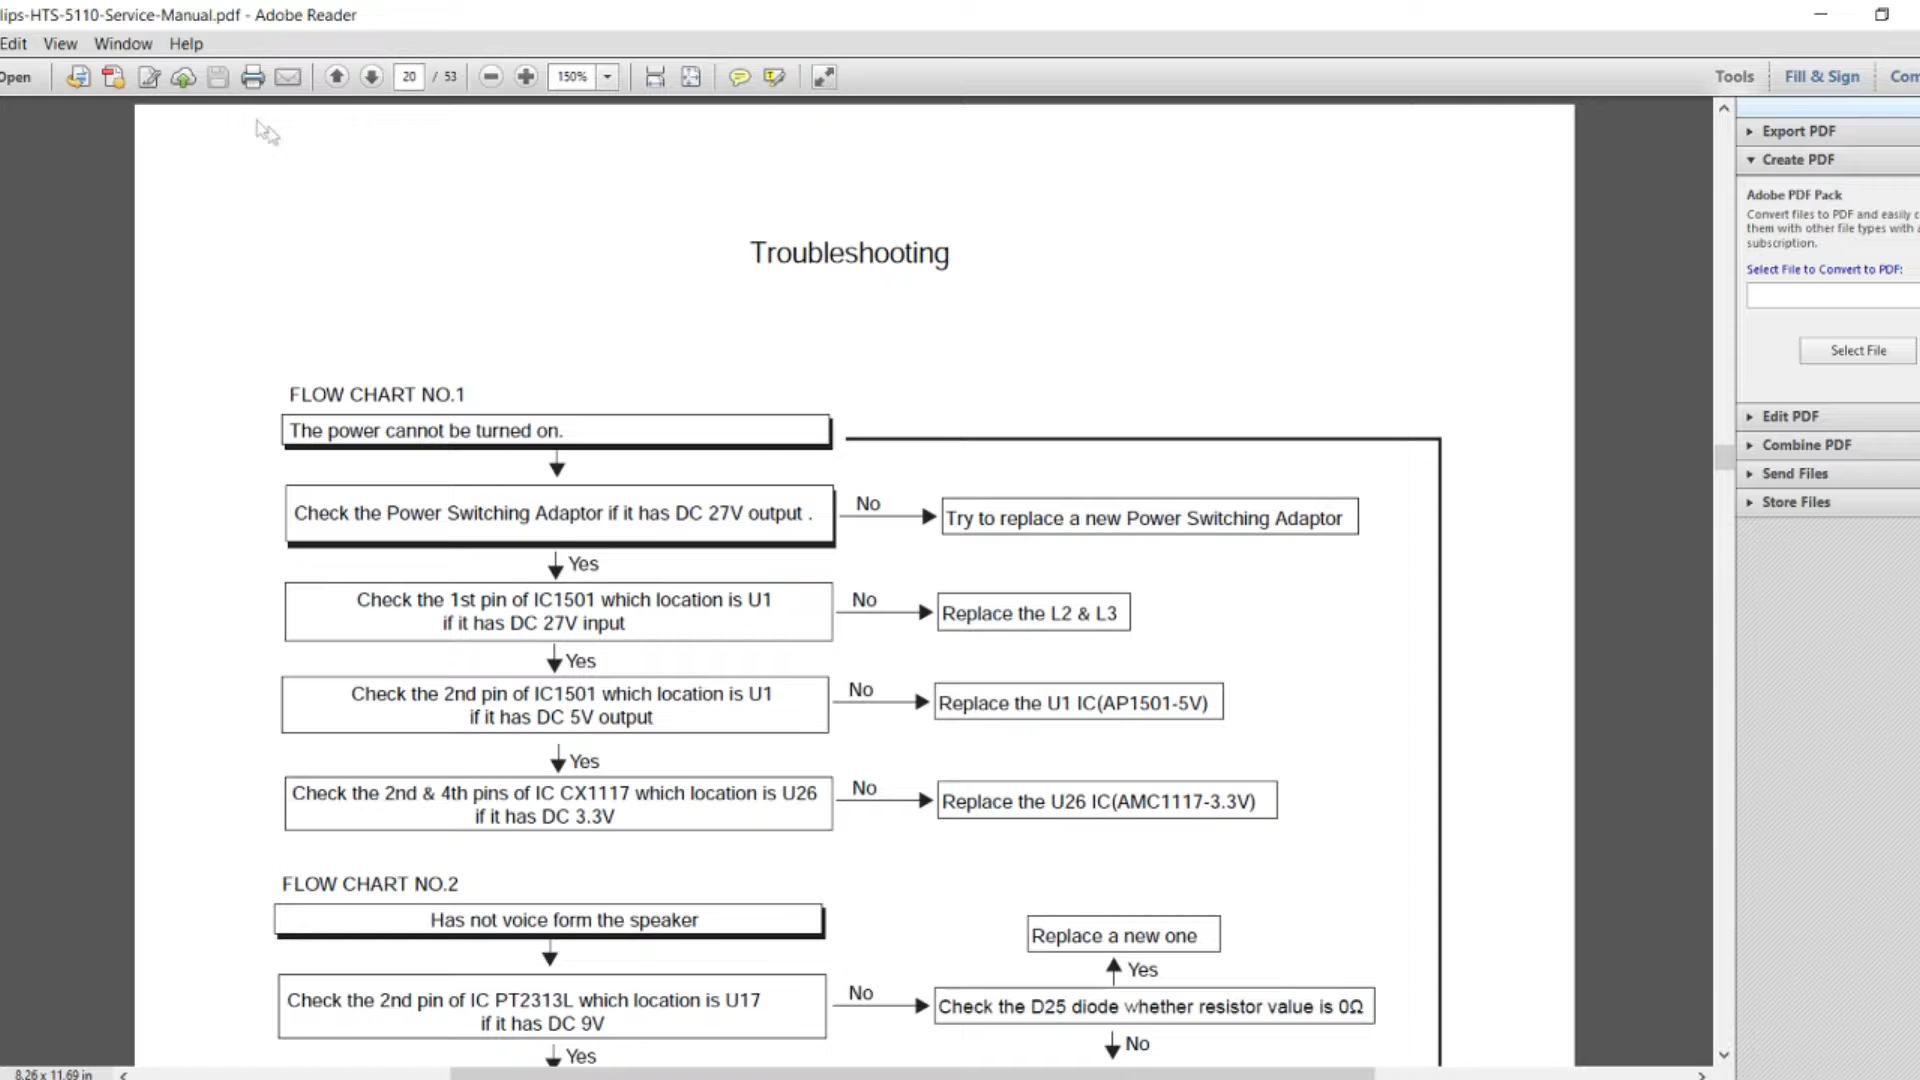 lips-HTS-5110-Service-Manual.pdf - Adobe Reader
Edit View Window Help
Open 20 / 53 150% Tools Fill & Sign Com
Export PDF
Create PDF
Adobe PDF Pack
Convert files to PDF and easily c
them with other file types with a
subscription.
Select File to Convert to PDF:
Select File
Edit PDF
Combine PDF
Send Files
Store Files
Troubleshooting
FLOW CHART NO.1
The power cannot be turned on.
Check the Power Switching Adaptor if it has DC 27V output .
No
Try to replace a new Power Switching Adaptor
Yes
Check the 1st pin of IC1501 which location is U1
if it has DC 27V input
No
Replace the L2 & L3
Yes
Check the 2nd pin of IC1501 which location is U1
if it has DC 5V output
No
Replace the U1 IC(AP1501-5V)
Yes
Check the 2nd & 4th pins of IC CX1117 which location is U26
if it has DC 3.3V
No
Replace the U26 IC(AMC1117-3.3V)
FLOW CHART NO.2
Has not voice form the speaker
Replace a new one
Yes
Check the 2nd pin of IC PT2313L which location is U17
if it has DC 9V
No
Check the D25 diode whether resistor value is 0Ω
Yes
No
8.26 x 11.69 in